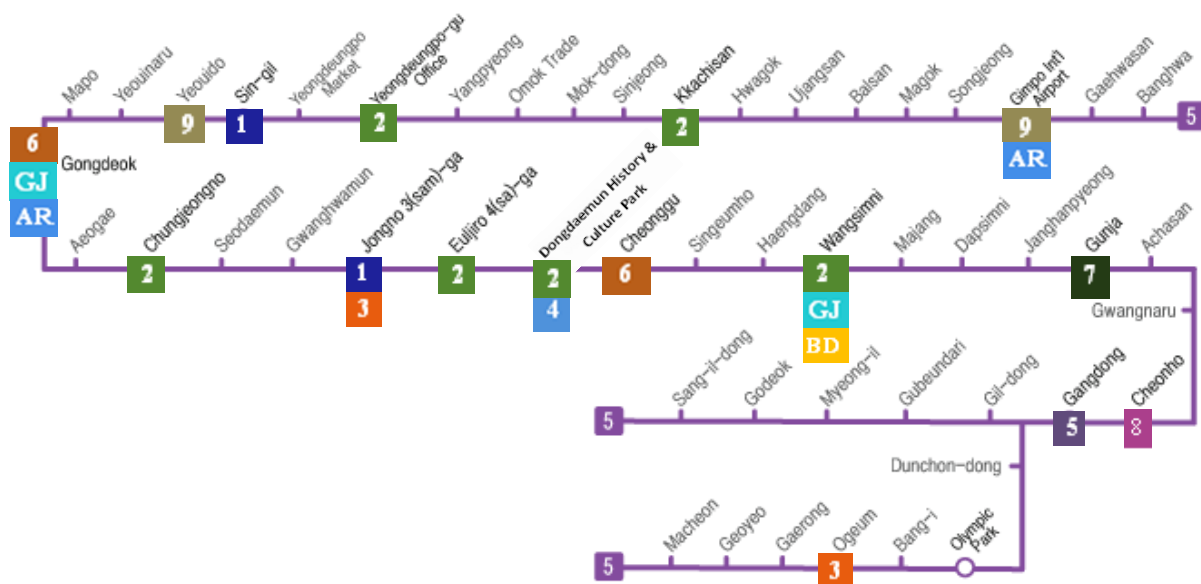 Mapo
Yeouinaru
Yeouido
Sin-gil
Yeongdeungpo
Market
Yeongdeungpo-gu
Office
Yangpyeong
Omok Trade
Mok-dong
Sinjeong
Kkachisan
Hwagok
Ujangsan
Balsan
Magok
Songjeong
Gimpo Int'l
Airport
Gaehwasan
Banghwa
9
1
2
2
9
AR
5
6
GJ
AR
Gongdeok
Aeogae
Chungjeongno
Seodaemun
Gwanghwamun
Jongno 3(sam)-ga
Euljiro 4(sa)-ga
Dongdaemun History &
Culture Park
Cheonggu
Singeumho
Haengdang
Wangsimni
Majang
Dapsimni
Janghanpyeong
Gunja
Achasan
2
1
3
2
2
4
6
2
GJ
BD
7
Gwangnaru
Sang-il-dong
Godeok
Myeong-il
Gubeundari
Gil-dong
Gangdong
Cheonho
5
5
8
Dunchon-dong
Macheon
Geoyeo
Gaerong
Ogeum
Bang-i
Olympic
Park
5
3